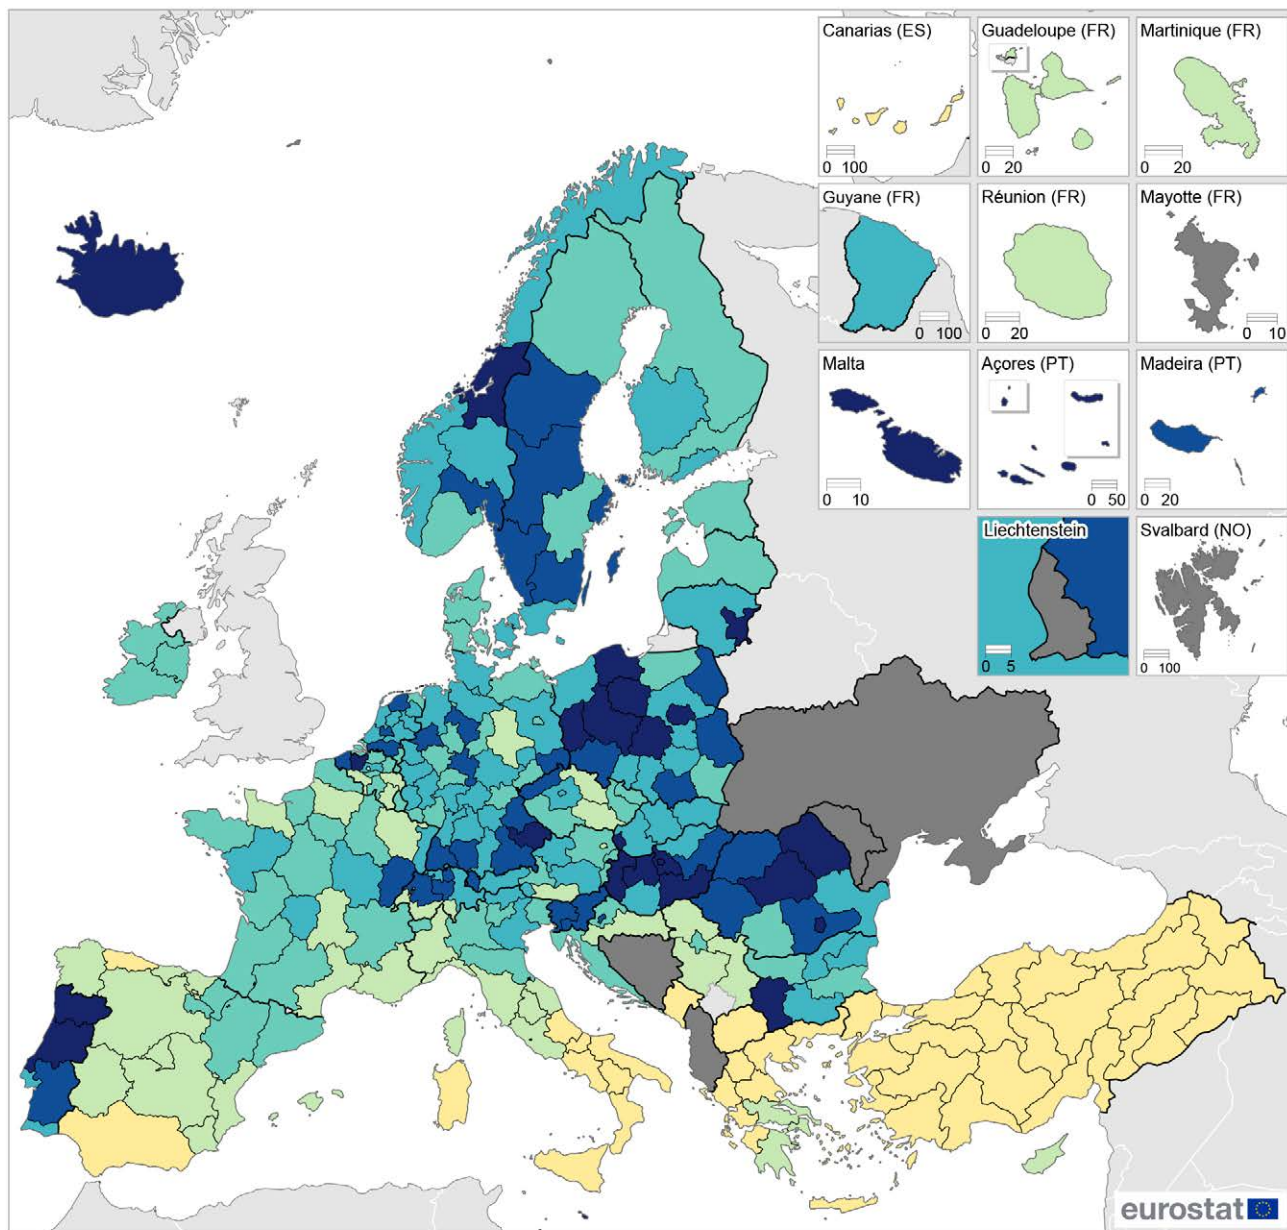 Canarias (ES)
0 100
Guadeloupe (FR)
0 20
Martinique (FR)
0 20
Guyane (FR)
0 100
Réunion (FR)
0 20
Mayotte (FR)
0 10
Malta
0 10
Açores (PT)
0 50
Madeira (PT)
0 20
Liechtenstein
0 5
Svalbard (NO)
0 100
eurostat